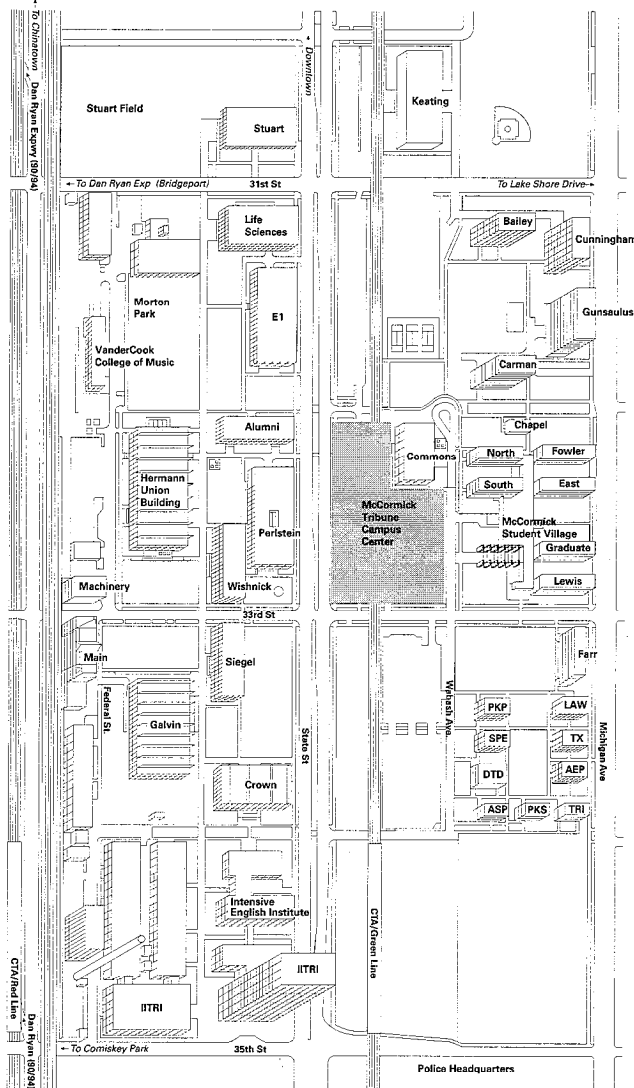 To Chinatown
Dan Ryan Expwy (90/94)
Downtown
Stuart Field
Stuart
Keating
To Dan Ryan Exp (Bridgeport)
31st St
To Lake Shore Drive
Life
Sciences
Bailey
Cunningham
Morton
Park
E1
Gunsaulus
VanderCook
College of Music
Carman
Alumni
Chapel
Commons
North
Fowler
Hermann
Union
Building
South
East
McCormick
Tribune
Campus
Center
McCormick
Student Village
Perlstein
Graduate
Machinery
Wishnick
Lewis
33rd St
Main
Siegel
Farr
Federal St.
Galvin
State St
Wabash Ave.
PKP
LAW
SPE
TX
Michigan Ave
DTD
AEP
Crown
ASP
PKS
TRI
Intensive
English Institute
CTA/Green Line
IITRI
IITRI
CTA/Red Line
Dan Ryan (90/94)
To Comiskey Park
35th St
Police Headquarters